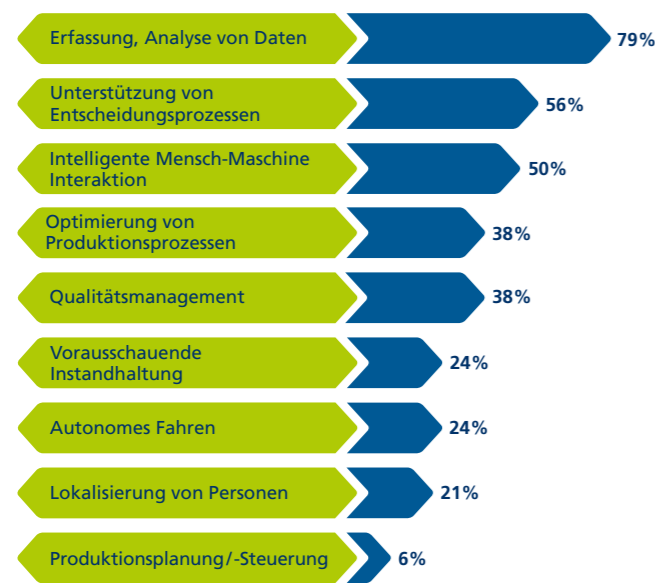 Erfassung, Analyse von Daten
79%
Unterstützung von
Entscheidungsprozessen
56%
Intelligente Mensch-Maschine
Interaktion
50%
Optimierung von
Produktionsprozessen
38%
Qualitätsmanagement
38%
Vorausschauende
Instandhaltung
24%
Autonomes Fahren
24%
Lokalisierung von Personen
21%
Produktionsplanung/-Steuerung
6%